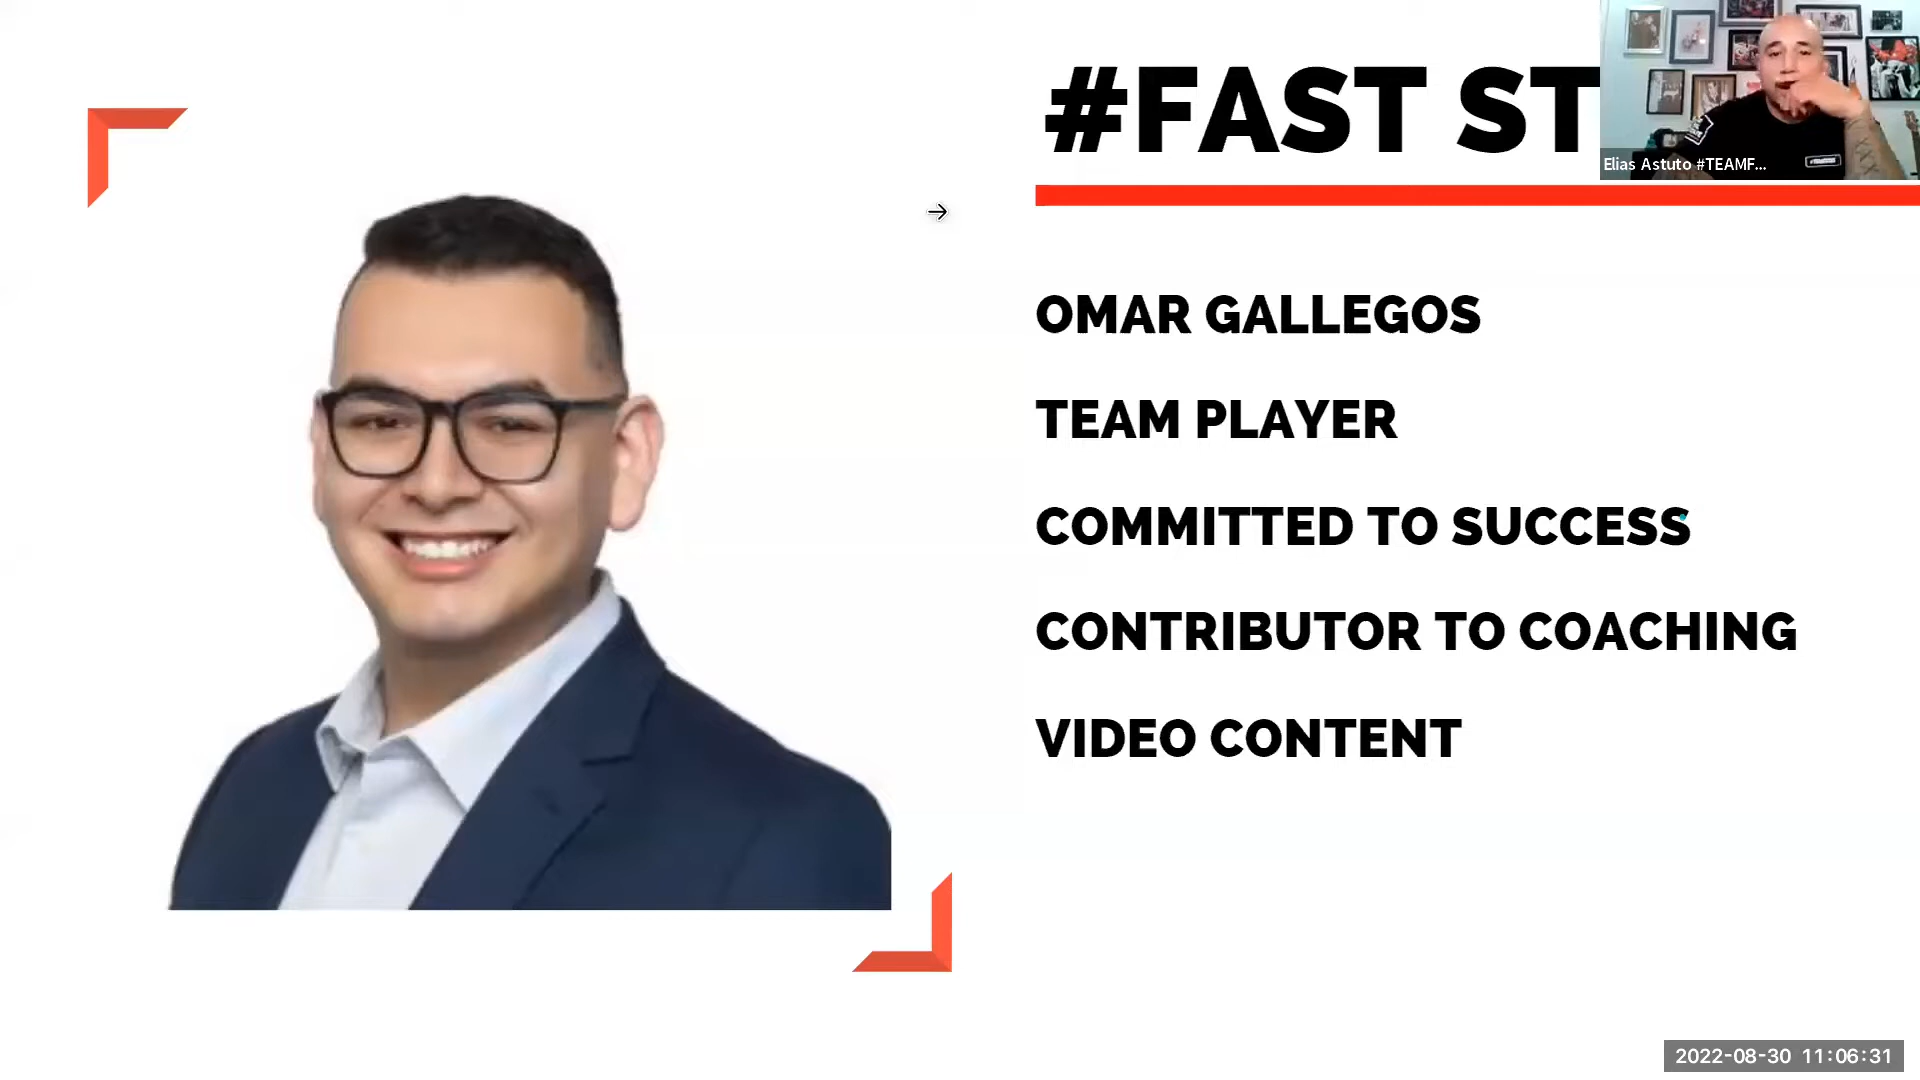 #FAST ST
Elias Astuto #TEAMF...
OMAR GALLEGOS
TEAM PLAYER
COMMITTED TO SUCCESS
CONTRIBUTOR TO COACHING
VIDEO CONTENT
2022-08-30 11:06:31